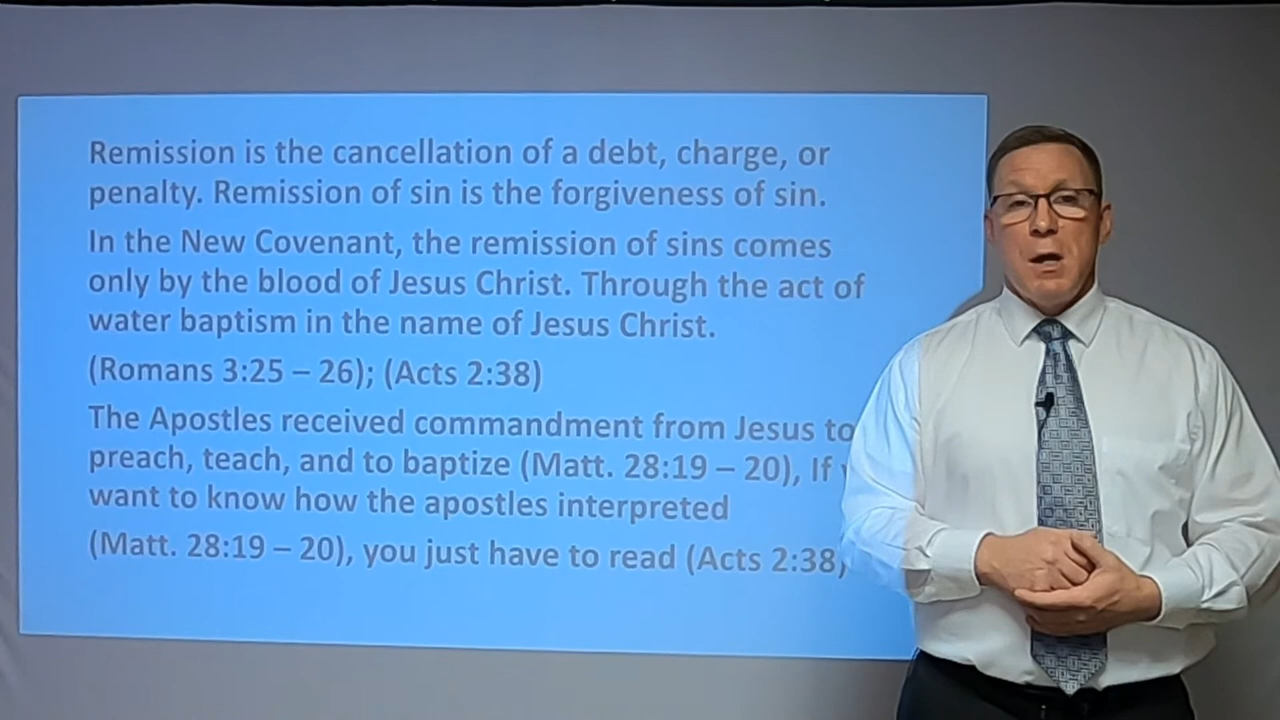 Remission is the cancellation of a debt, charge, or
penalty. Remission of sin is the forgiveness of sin.
In the New Covenant, the remission of sins comes
only by the blood of Jesus Christ. Through the act of
water baptism in the name of Jesus Christ.
(Romans 3:25 – 26); (Acts 2:38)
The Apostles received commandment from Jesus to
preach, teach, and to baptize (Matt. 28:19 – 20), If
want to know how the apostles interpreted
(Matt. 28:19 – 20), you just have to read (Acts 2:38)